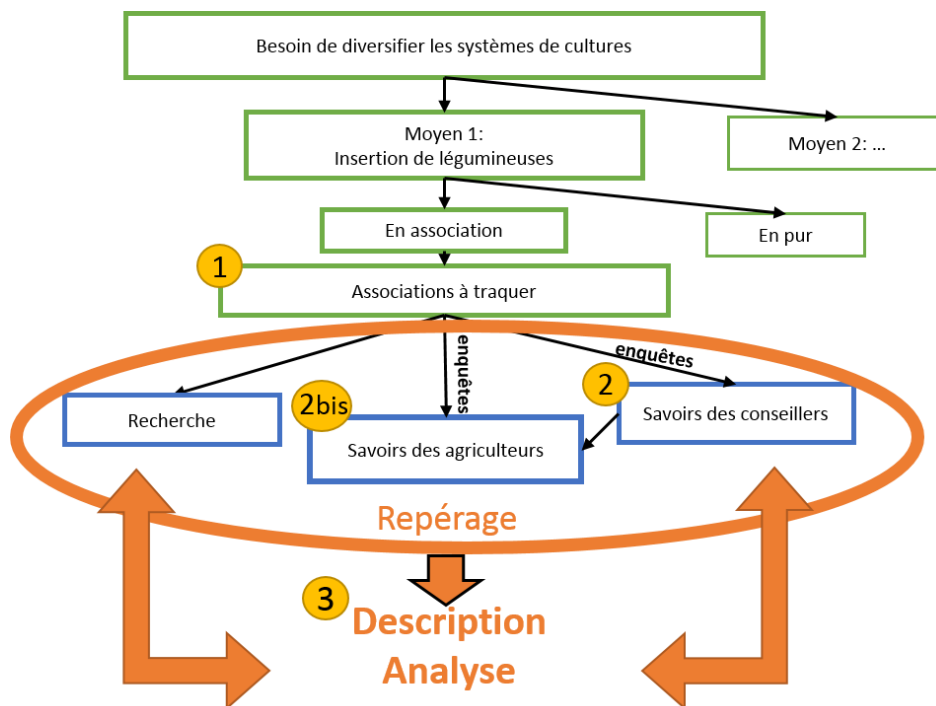 Besoin de diversifier les systèmes de cultures
Moyen 1:
Insertion de légumineuses
Moyen 2: ...
En association
En pur
1
Associations à traquer
enquêtes
enquêtes
Recherche
2bis
Savoirs des agriculteurs
2
Savoirs des conseillers
Repérage
3
Description
Analyse